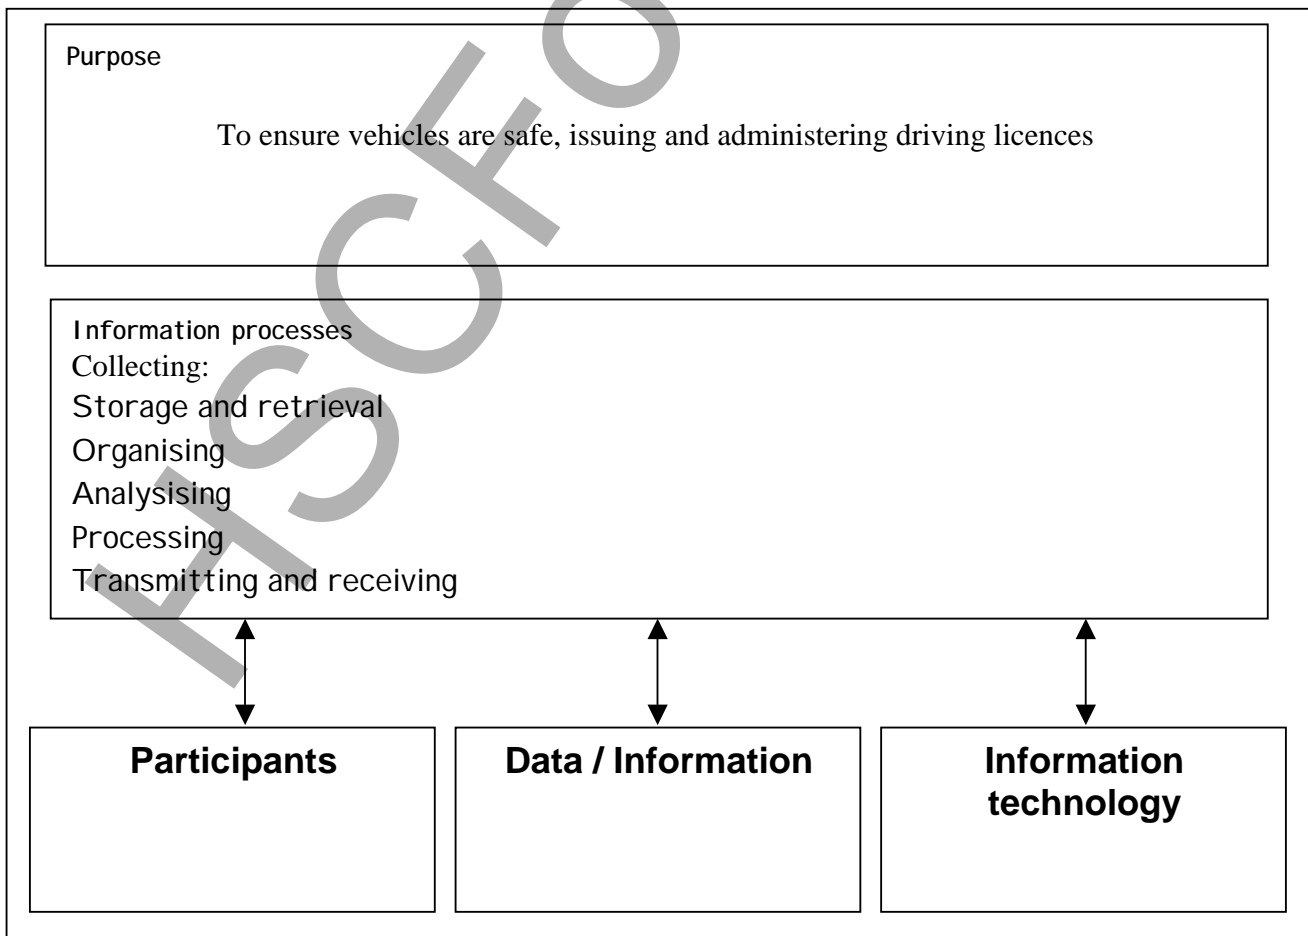 Purpose
To ensure vehicles are safe, issuing and administering driving licences
Information processes
Collecting:
Storage and retrieval
Organising
Analysising
Processing
Transmitting and receiving
Participants
Data / Information
Information
technology
HSCFo